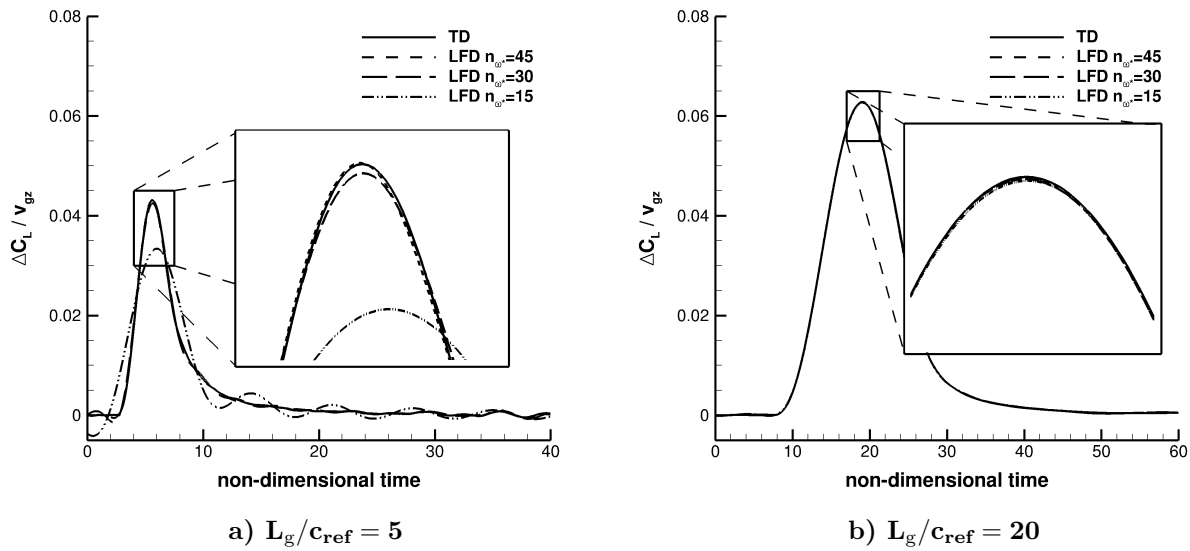 0.08
0.06
0.04
0.02
0
△C_L / v_gz
TD
LFD n_ω*=45
LFD n_ω*=30
LFD n_ω*=15
0 10 20 30 40
non-dimensional time
a) L_g/c_ref = 5
0.08
0.06
0.04
0.02
0
△C_L / v_gz
TD
LFD n_ω*=45
LFD n_ω*=30
LFD n_ω*=15
0 10 20 30 40 50 60
non-dimensional time
b) L_g/c_ref = 20